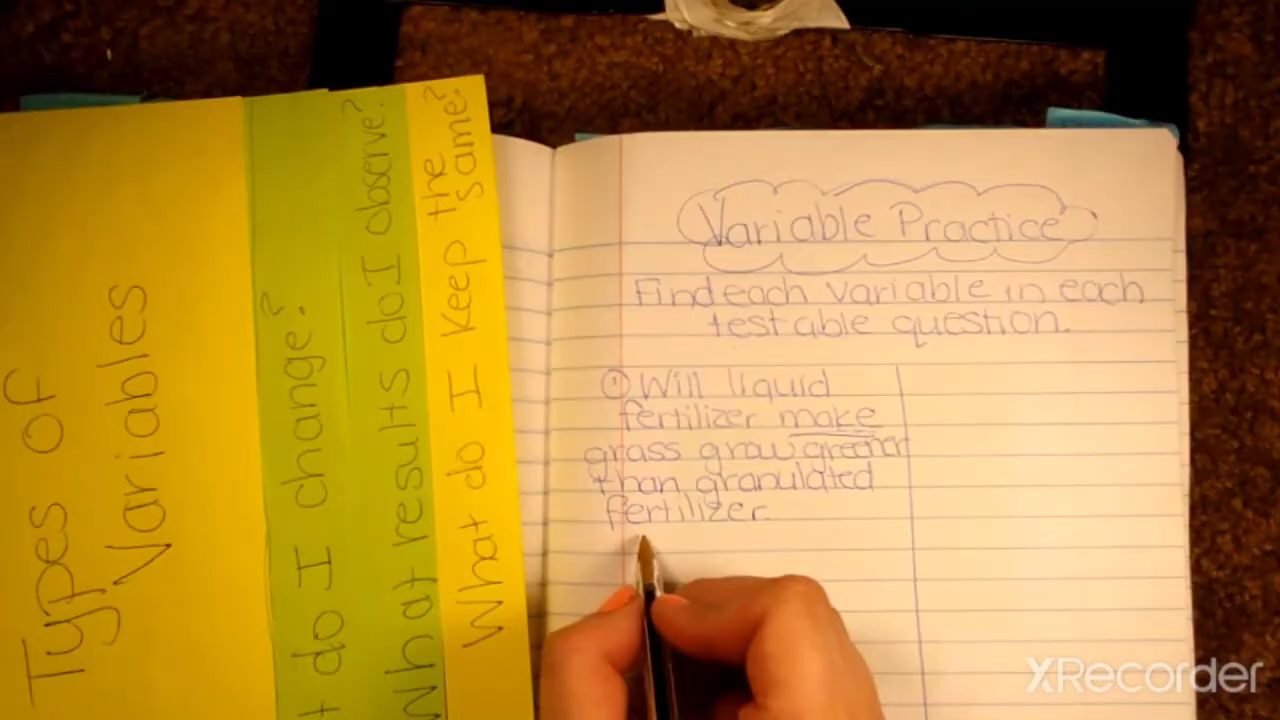 Types of
Variables
t do I change?
What results do I observe?
What do I keep the
same?
Variable Practice
Find each variable in each
testable question.
① Will liquid
fertilizer make
grass grow greener
than granulated
fertilizer.
XRecorder